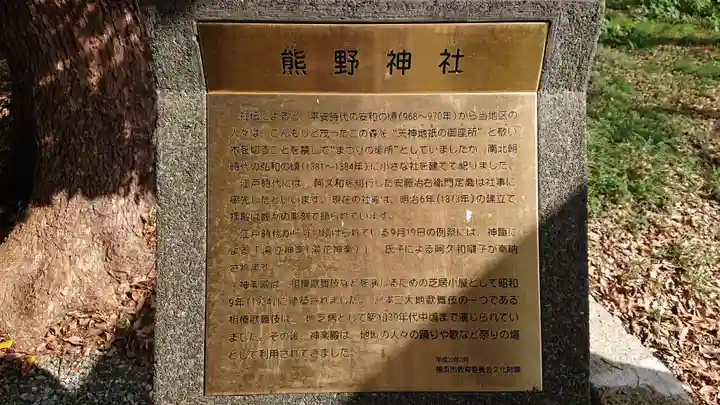 熊野神社
社伝によると、平安時代の安和の頃(968~970年)から当地区の
人々は、こんもりと茂ったこの森を"天神地祇の御座所"と敬い
木を切ることを禁じて"まつりの場所"としていましたが、南北朝
時代の弘和の頃(1381~1384年)に小さな社を建てて祀りました。
江戸時代には、阿久和を知行した安藤治右衛門定為は社事に
率先したといいます。現在の社殿は、明治6年(1873年)の建立で
拝殿は数々の彫刻で飾られています。
江戸時代から守り続けられている9月19日の例祭には、神職に
よる「湯立神楽(湯花神楽)」、氏子による阿久和囃子が奉納
されます。
神楽殿は、相模歌舞伎などを演じるための芝居小屋として昭和
9年(1934)に建築されました。日本三大地歌舞伎の一つである
相模歌舞伎は、地芝居として昭和30年代中頃まで演じられてい
ました。その後、神楽殿は、地域の人々の踊りや歌など祭りの場
として利用されてきました。
平成20年3月
横浜市教育委員会文化財課